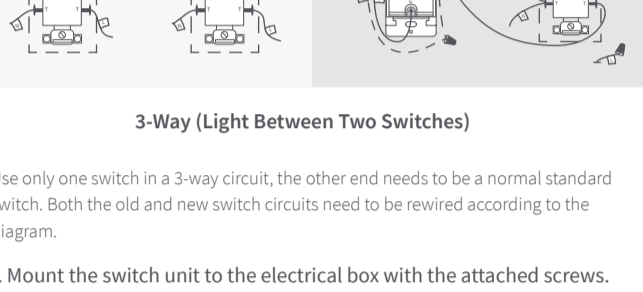 3-Way (Light Between Two Switches)
se only one switch in a 3-way circuit, the other end needs to be a normal standard
witch. Both the old and new switch circuits need to be rewired according to the
iagram.
. Mount the switch unit to the electrical box with the attached screws.